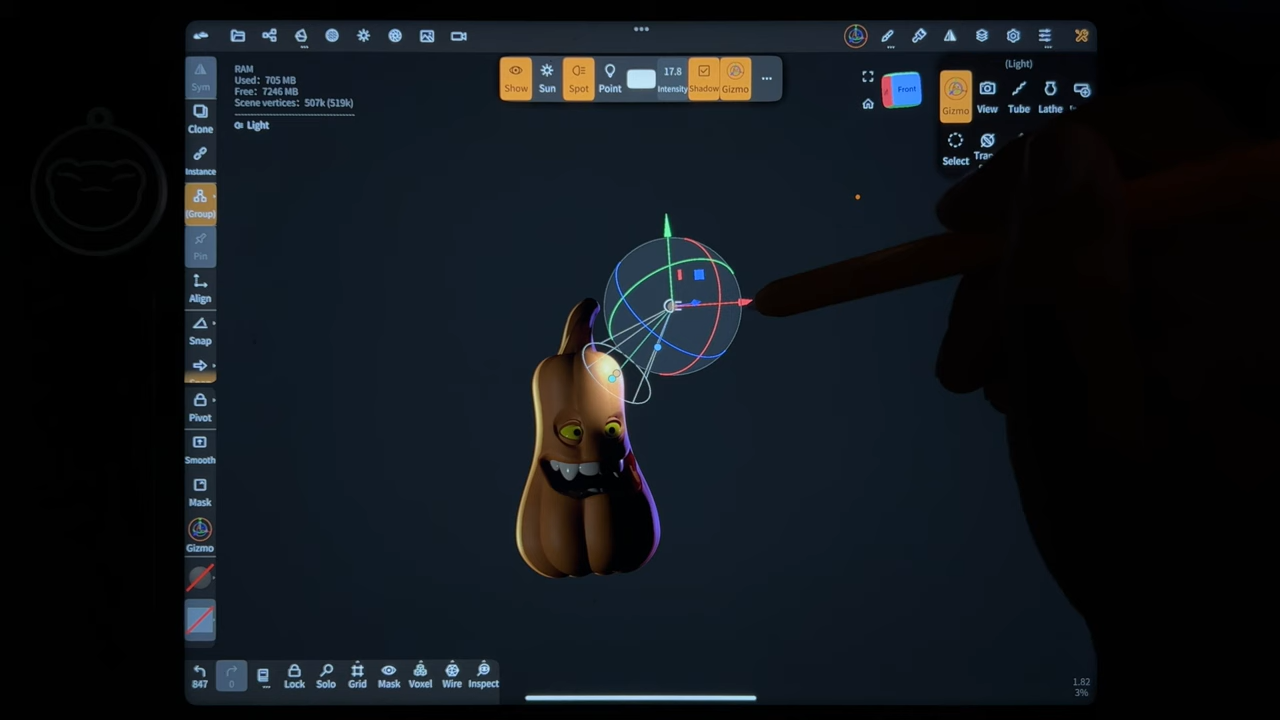 Show
Sun
Spot
Point
17.8
Intensity
Shadow
Gizmo
Front
(Light)
Gizmo
View
Tube
Lathe
Select
RAM
Used: 705 MB
Free: 7246 MB
Scene vertices: 507k (519k)
Light
Sym
Clone
Instance
(Group)
Pin
Align
Snap
Pivot
Smooth
Mask
Gizmo
847
0
Lock
Solo
Grid
Mask
Voxel
Wire
Inspect
1.82
3%